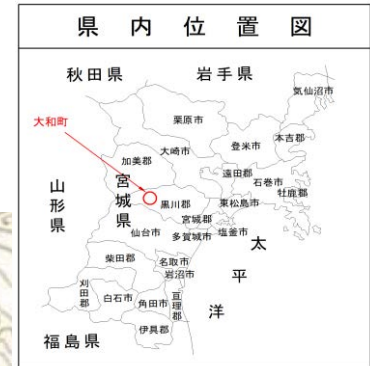 県内位置図
秋田県
岩手県
気仙沼市
栗原市
大和町
本吉郡
登米市
大崎市
加美郡
遠田郡
石巻市
牡鹿郡
山形県
宮城県
黒川郡
東松島市
宮城郡
仙台市
多賀城市
塩釜市
太平洋
柴田郡
名取市
岩沼市
刈田郡
白石市
角田市
亘理郡
伊具郡
福島県